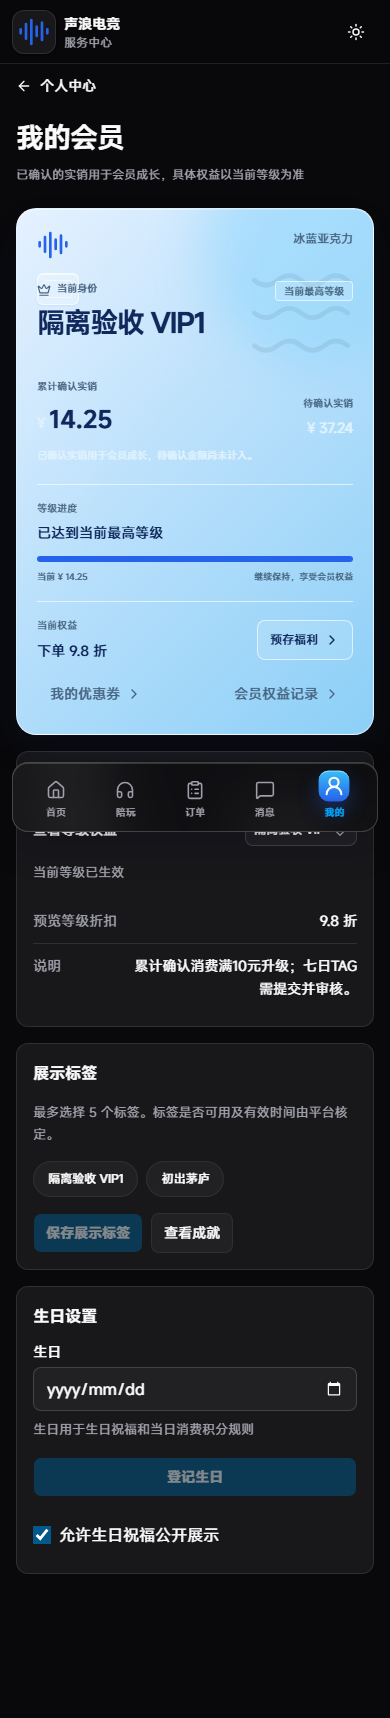 声浪电竞
服务中心
个人中心
我的会员
已确认的实销用于会员成长，具体权益以当前等级为准
冰蓝亚克力
当前身份
当前最高等级
隔离验收 VIP1
累计确认实销
¥ 14.25
待确认实销
¥ 37.24
已确认实销用于会员成长，待确认金额尚未计入。
等级进度
已达到当前最高等级
当前 ¥ 14.25
继续保持，享受会员权益
当前权益
下单 9.8 折
预存福利
我的优惠券
会员权益记录
首页
陪玩
订单
消息
我的
当前等级已生效
预览等级折扣
9.8 折
说明
累计确认消费满10元升级；七日TAG
需提交并审核。
展示标签
最多选择 5 个标签。标签是否可用及有效时间由平台核
定。
隔离验收 VIP1
初出茅庐
保存展示标签
查看成就
生日设置
生日
yyyy/mm/dd
生日用于生日祝福和当日消费积分规则
登记生日
允许生日祝福公开展示